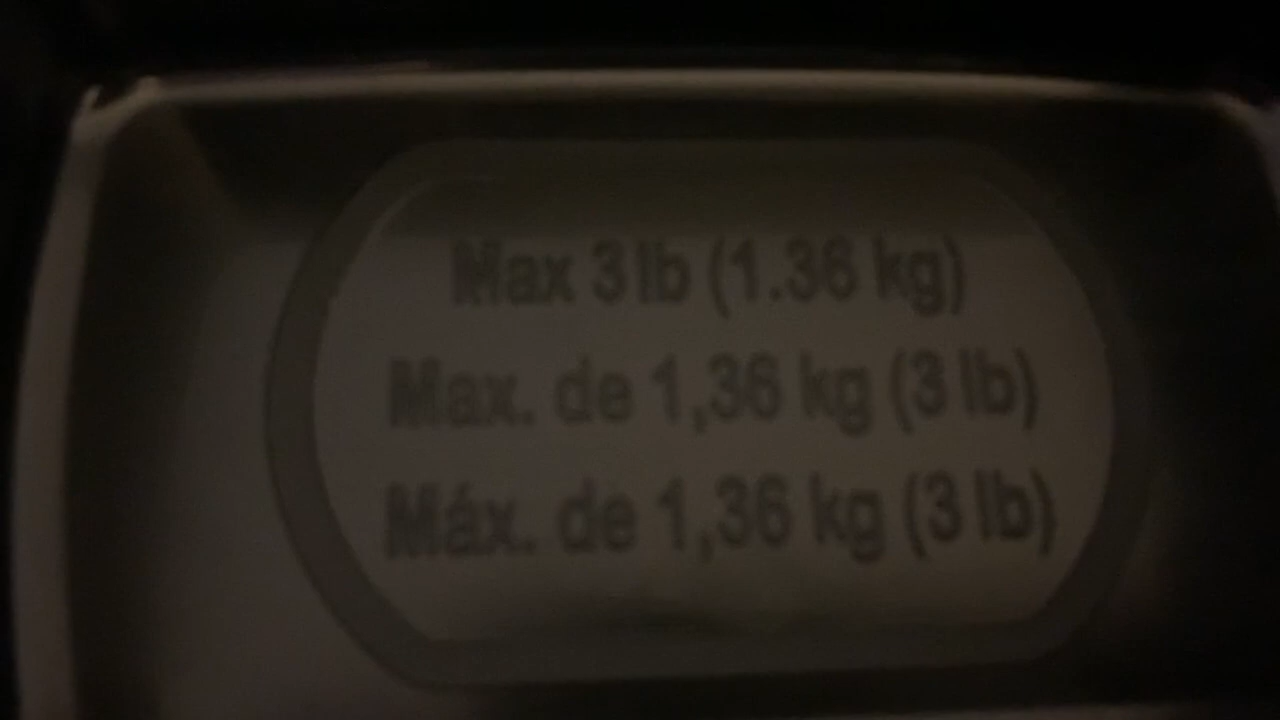 Max 3 lb (1.36 kg)
Max. de 1,36 kg (3 lb)
Máx. de 1,36 kg (3 lb)